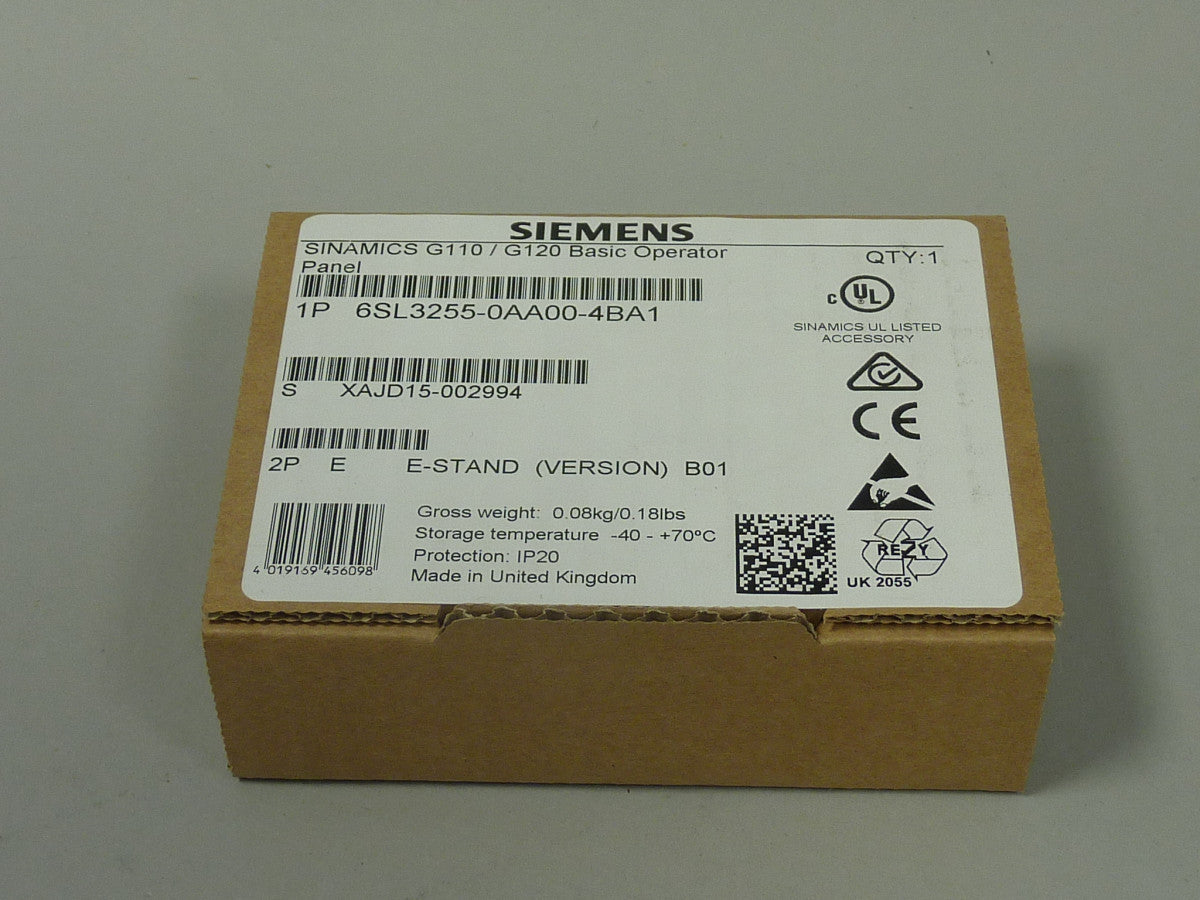 SIEMENS
SINAMICS G110 / G120 Basic Operator
Panel
QTY:1
1P 6SL3255-0AA00-4BA1
c UL ®
SINAMICS UL LISTED
ACCESSORY
S XAJD15-002994
CE
2P E E-STAND (VERSION) B01
Gross weight: 0.08kg/0.18lbs
Storage temperature -40 - +70°C
Protection: IP20
Made in United Kingdom
4 019169 456098
REZY
UK 2055